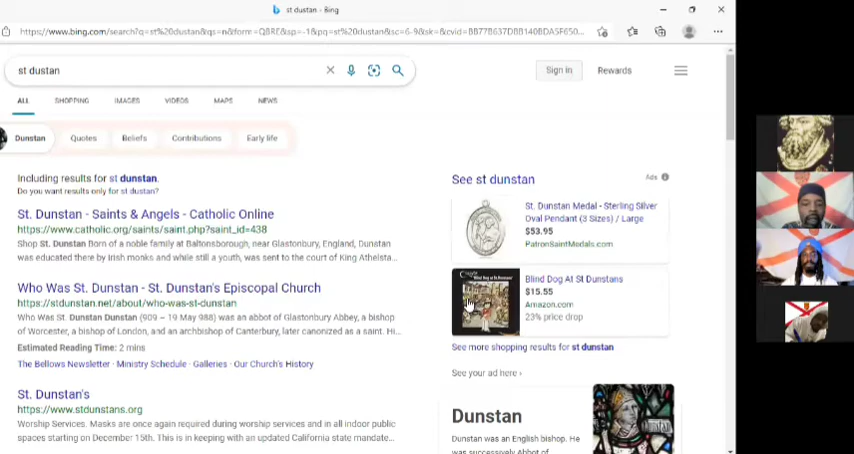 st dustan - Bing
https://www.bing.com/search?q=st%20dustan&qs=n&form=QBRE&sp=-1&pq=st%20dustan&sc=6-9&sk=&cvid=BB77B637DBB140BDA5F650...
st dustan
Sign in
Rewards
ALL
SHOPPING
IMAGES
VIDEOS
MAPS
NEWS
Dunstan
Quotes
Beliefs
Contributions
Early life
Including results for st dunstan.
Do you want results only for st dustan?
St. Dunstan - Saints & Angels - Catholic Online
https://www.catholic.org/saints/saint.php?saint_id=438
Shop St. Dunstan Born of a noble family at Baltonsborough, near Glastonbury, England, Dunstan
was educated there by Irish monks and while still a youth, was sent to the court of King Athelsta...
Who Was St. Dunstan - St. Dunstan's Episcopal Church
https://stdunstan.net/about/who-was-st-dunstan
Who Was St. Dunstan Dunstan (909 – 19 May 988) was an abbot of Glastonbury Abbey, a bishop
of Worcester, a bishop of London, and an archbishop of Canterbury, later canonized as a saint. Hi...
Estimated Reading Time: 2 mins
The Bellows Newsletter · Ministry Schedule · Galleries · Our Church's History
St. Dunstan's
https://www.stdunstans.org
Worship Services. Masks are once again required during worship services and in all indoor public
spaces starting on December 15th. This is in keeping with an updated California state mandate...
See st dunstan
Ads
St. Dunstan Medal - Sterling Silver
Oval Pendant (3 Sizes) / Large
$53.95
PatronSaintMedals.com
Blind Dog At St Dunstans
$15.55
Amazon.com
23% price drop
See more shopping results for st dunstan
See your ad here ›
Dunstan
Dunstan was an English bishop. He
was successively Abbot of